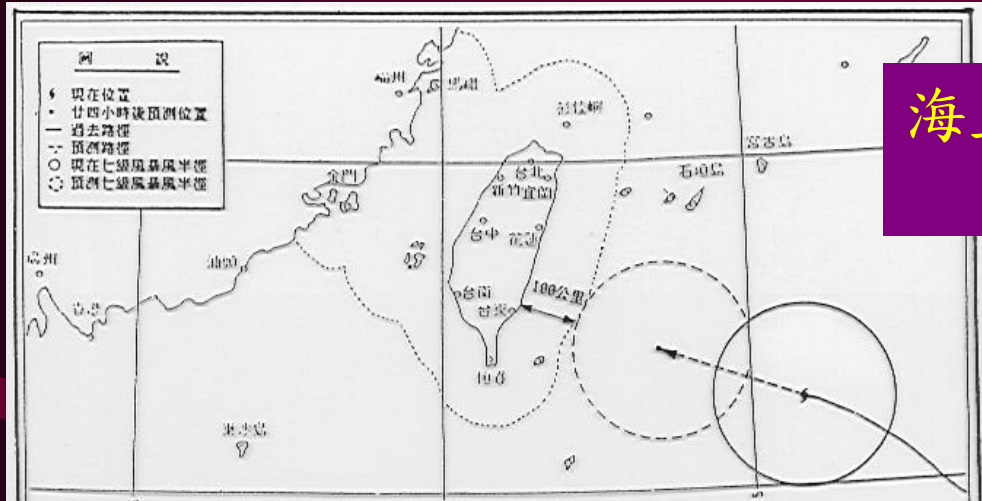 圖 說
現在位置
廿四小時後預測位置
過去路徑
預測路徑
現在七級風暴風半徑
預測七級風暴風半徑
福州
馬祖
彭佳嶼
海
宮古島
石垣島
台北
新竹
宜蘭
金門
台中
花蓮
廣州
汕頭
香港
100公里
台南
台東
恆春
東沙島